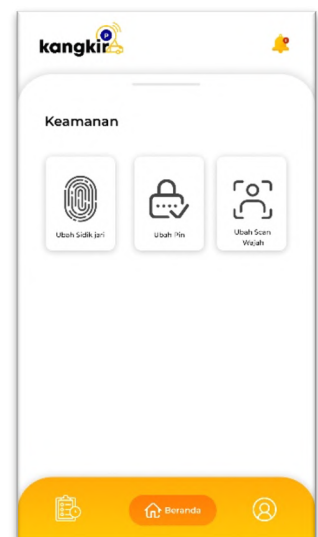 kangkir
P
Keamanan
Ubah Sidik jari
Ubah Pin
Ubah Scan
Wajah
Beranda